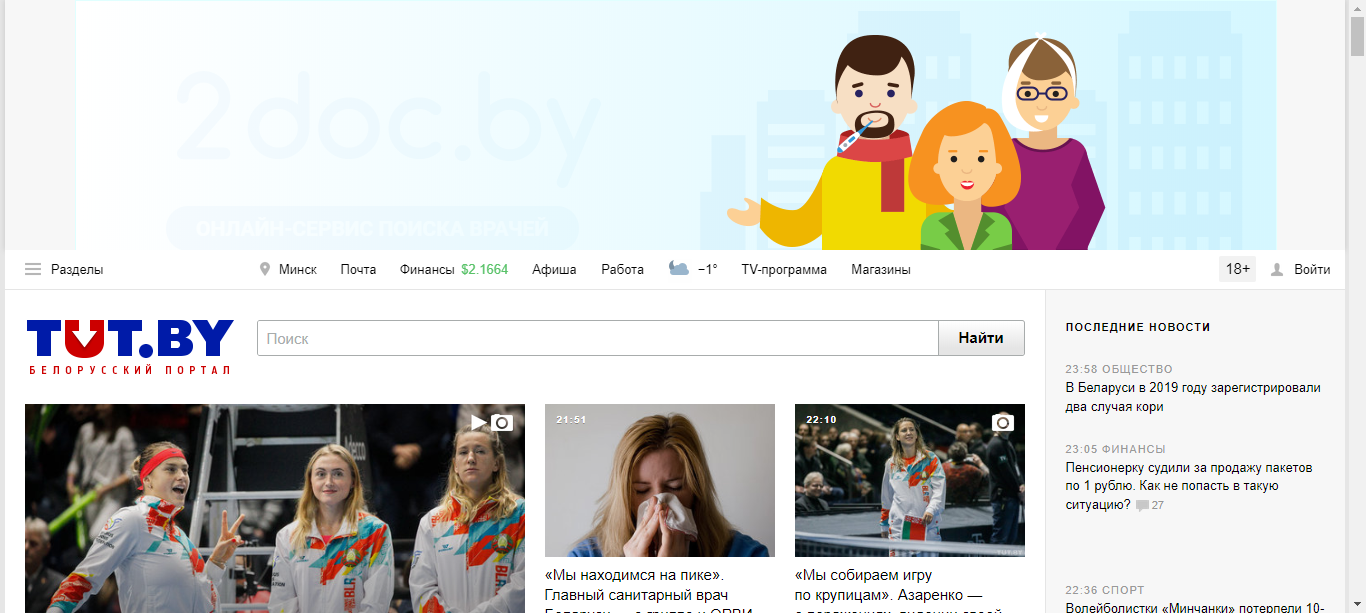 2doc.by
ОНЛАЙН-СЕРВИС ПОИСКА ВРАЧЕЙ
Разделы
Минск
Почта
Финансы $2.1664
Афиша
Работа
−1°
TV-программа
Магазины
18+
Войти
TUT.BY
БЕЛОРУССКИЙ ПОРТАЛ
Поиск
Найти
21:51
«Мы находимся на пике».
Главный санитарный врач
22:10
TUT.BY
«Мы собираем игру
по крупицам». Азаренко —
ПОСЛЕДНИЕ НОВОСТИ
23:58 ОБЩЕСТВО
В Беларуси в 2019 году зарегистрировали
два случая кори
23:05 ФИНАНСЫ
Пенсионерку судили за продажу пакетов
по 1 рублю. Как не попасть в такую
ситуацию? 27
22:36 СПОРТ
Волейболистки «Минчанки» потерпели 10-